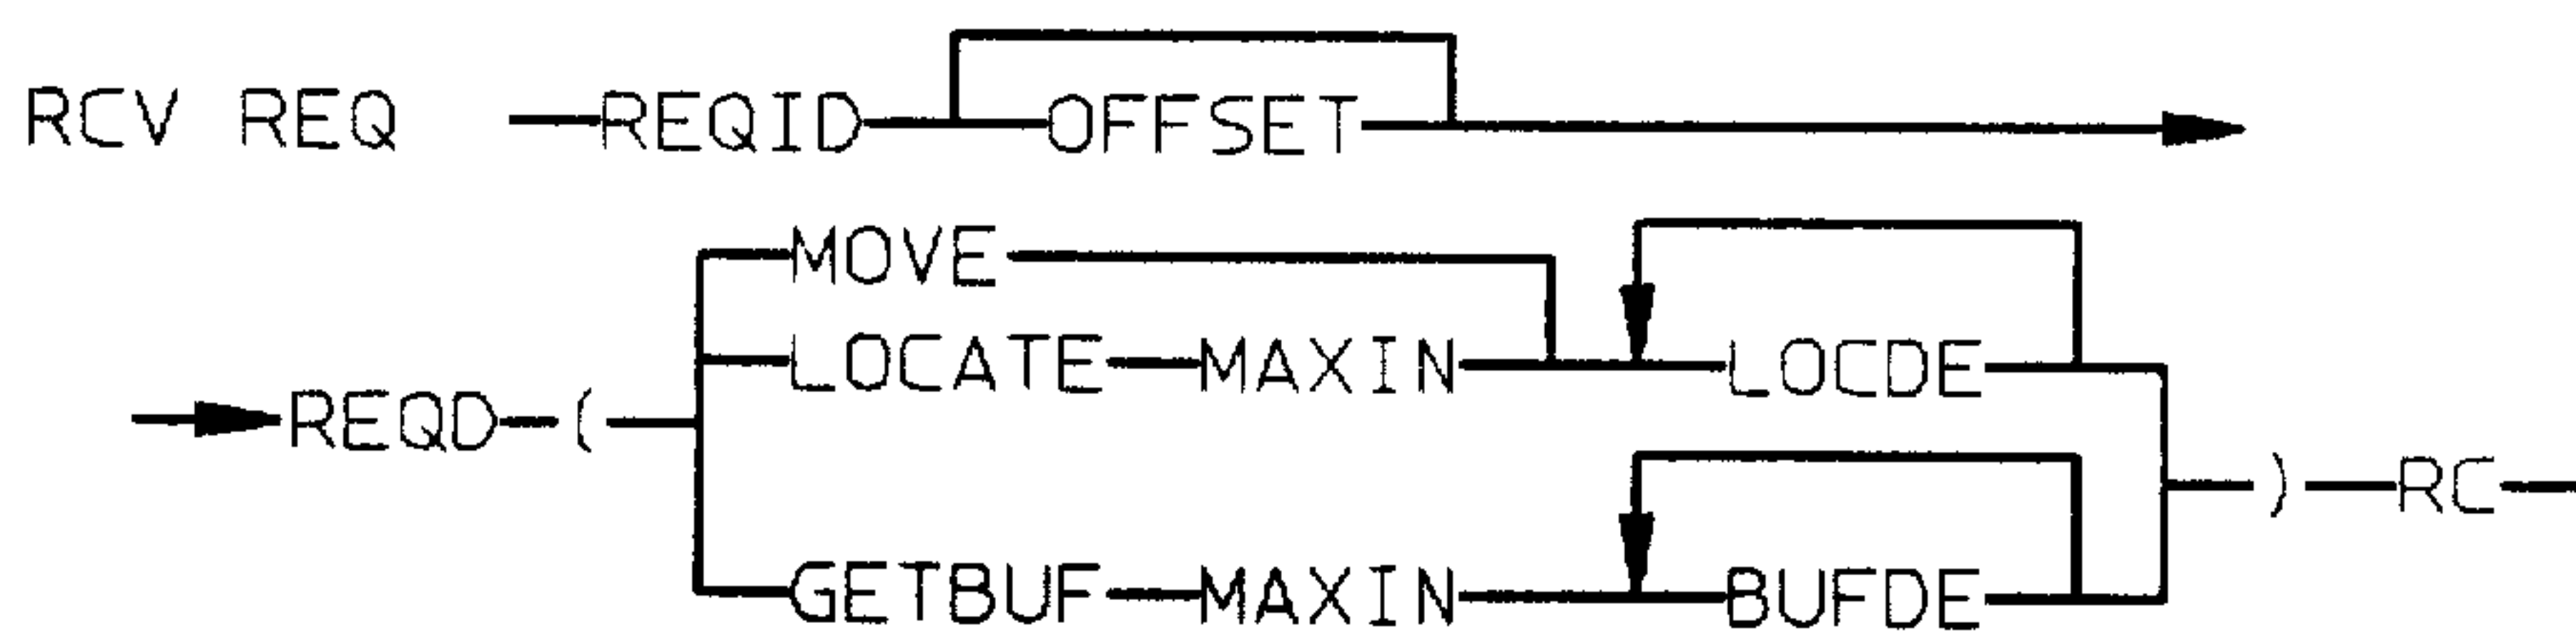 RCV REQ REQID OFFSET
MOVE
LOCATE MAXIN LOCDE
REQD ( 
) RC
GETBUF MAXIN BUFDE